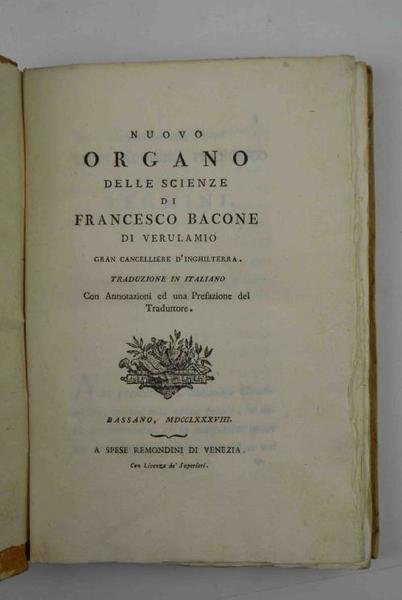 NUOVO
ORGANO
DELLE SCIENZE
DI
FRANCESCO BACONE
DI VERULAMIO
GRAN CANCELLIERE D'INGHILTERRA.
TRADUZIONE IN ITALIANO
Con Annotazioni ed una Prefazione del
Traduttore.
BASSANO, MDCCLXXXVIII.
A SPESE REMONDINI DI VENEZIA.
Con Licenza de' Superiori.